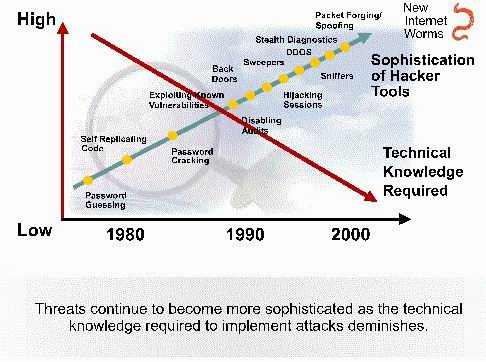 High
New
Internet
Worms
Packet Forging/
Spoofing
Stealth Diagnostics
DDOS
Sweepers
Sniffers
Sophistication
of Hacker
Tools
Back
Doors
Exploiting Known
Vulnerabilities
Hijacking
Sessions
Disabling
Audits
Self Replicating
Code
Password
Cracking
Technical
Knowledge
Required
Password
Guessing
Low
1980
1990
2000
Threats continue to become more sophisticated as the technical
knowledge required to implement attacks deminishes.